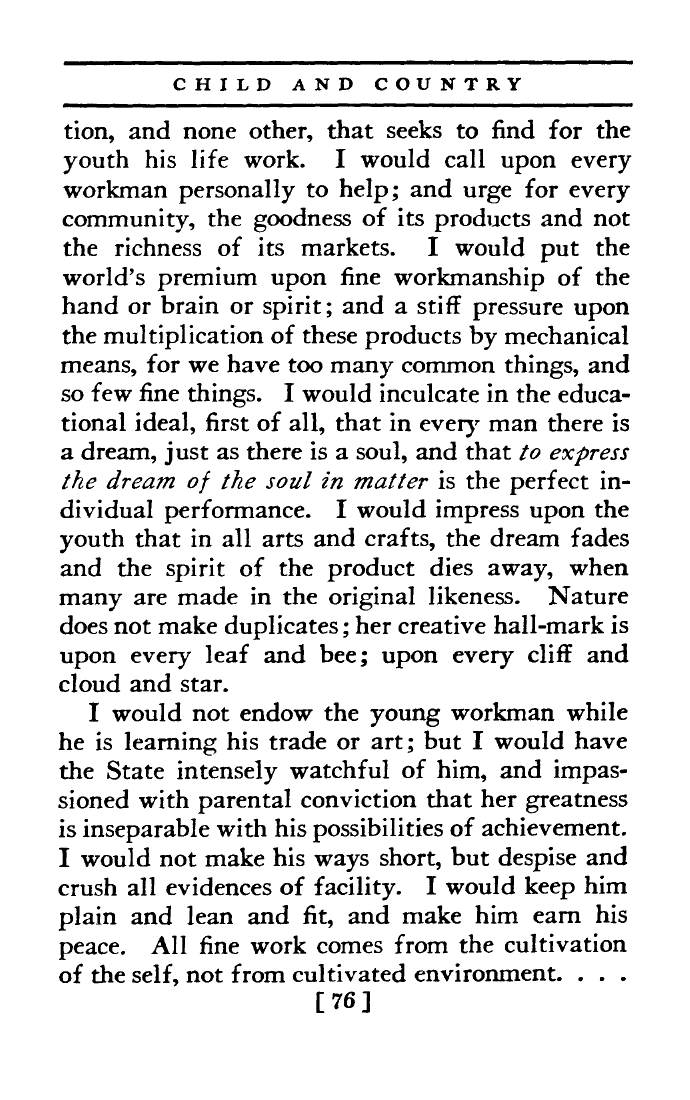 CHILD AND COUNTRY
tion, and none other, that seeks to find for the
youth his life work. I would call upon every
workman personally to help; and urge for every
community, the goodness of its products and not
the richness of its markets. I would put the
world's premium upon fine workmanship of the
hand or brain or spirit; and a stiff pressure upon
the multiplication of these products by mechanical
means, for we have too many common things, and
so few fine things. I would inculcate in the educa-
tional ideal, first of all, that in every man there is
a dream, just as there is a soul, and that to express
the dream of the soul in matter is the perfect in-
dividual performance. I would impress upon the
youth that in all arts and crafts, the dream fades
and the spirit of the product dies away, when
many are made in the original likeness. Nature
does not make duplicates; her creative hall-mark is
upon every leaf and bee; upon every cliff and
cloud and star.
I would not endow the young workman while
he is learning his trade or art; but I would have
the State intensely watchful of him, and impas-
sioned with parental conviction that her greatness
is inseparable with his possibilities of achievement.
I would not make his ways short, but despise and
crush all evidences of facility. I would keep him
plain and lean and fit, and make him earn his
peace. All fine work comes from the cultivation
of the self, not from cultivated environment. . . .
[ 76 ]